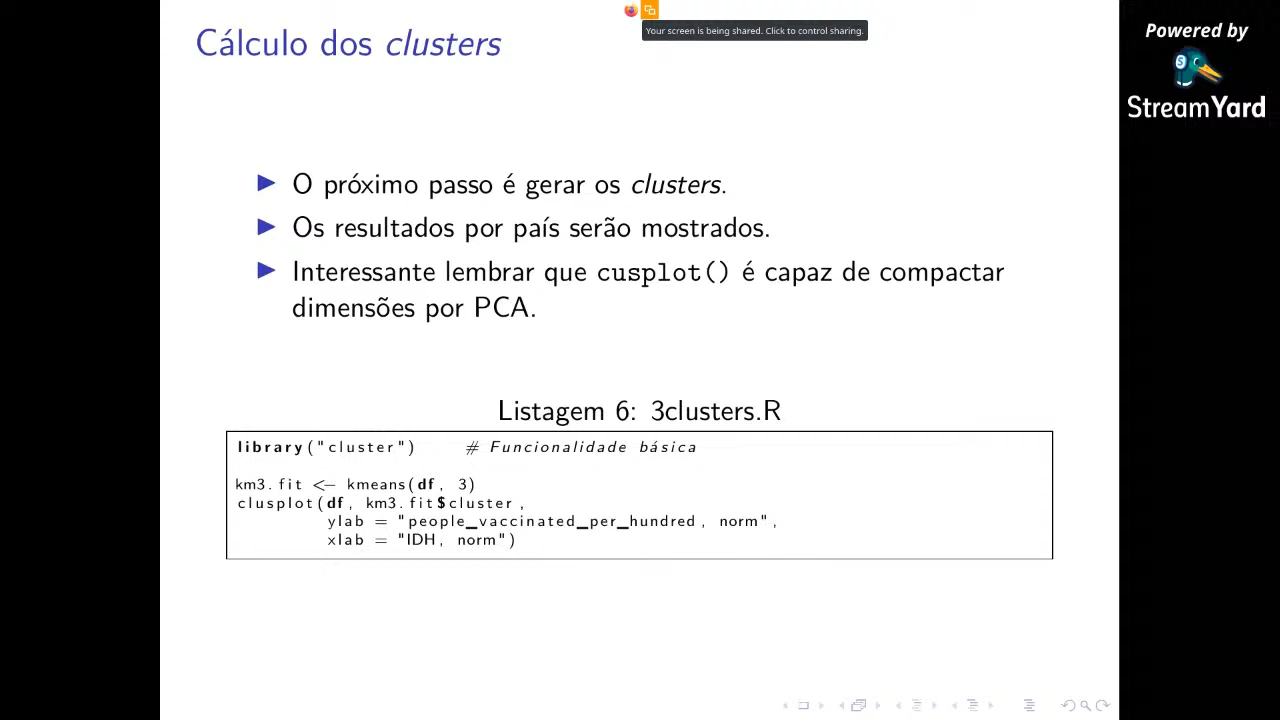 Cálculo dos clusters
Your screen is being shared. Click to control sharing.
Powered by
StreamYard
O próximo passo é gerar os clusters.
Os resultados por país serão mostrados.
Interessante lembrar que cusplot() é capaz de compactar
dimensões por PCA.
Listagem 6: 3clusters.R
library("cluster") # Funcionalidade básica
km3.fit <- kmeans(df, 3)
clusplot(df, km3.fit$cluster,
ylab = "people_vaccinated_per_hundred, norm",
xlab = "IDH, norm")